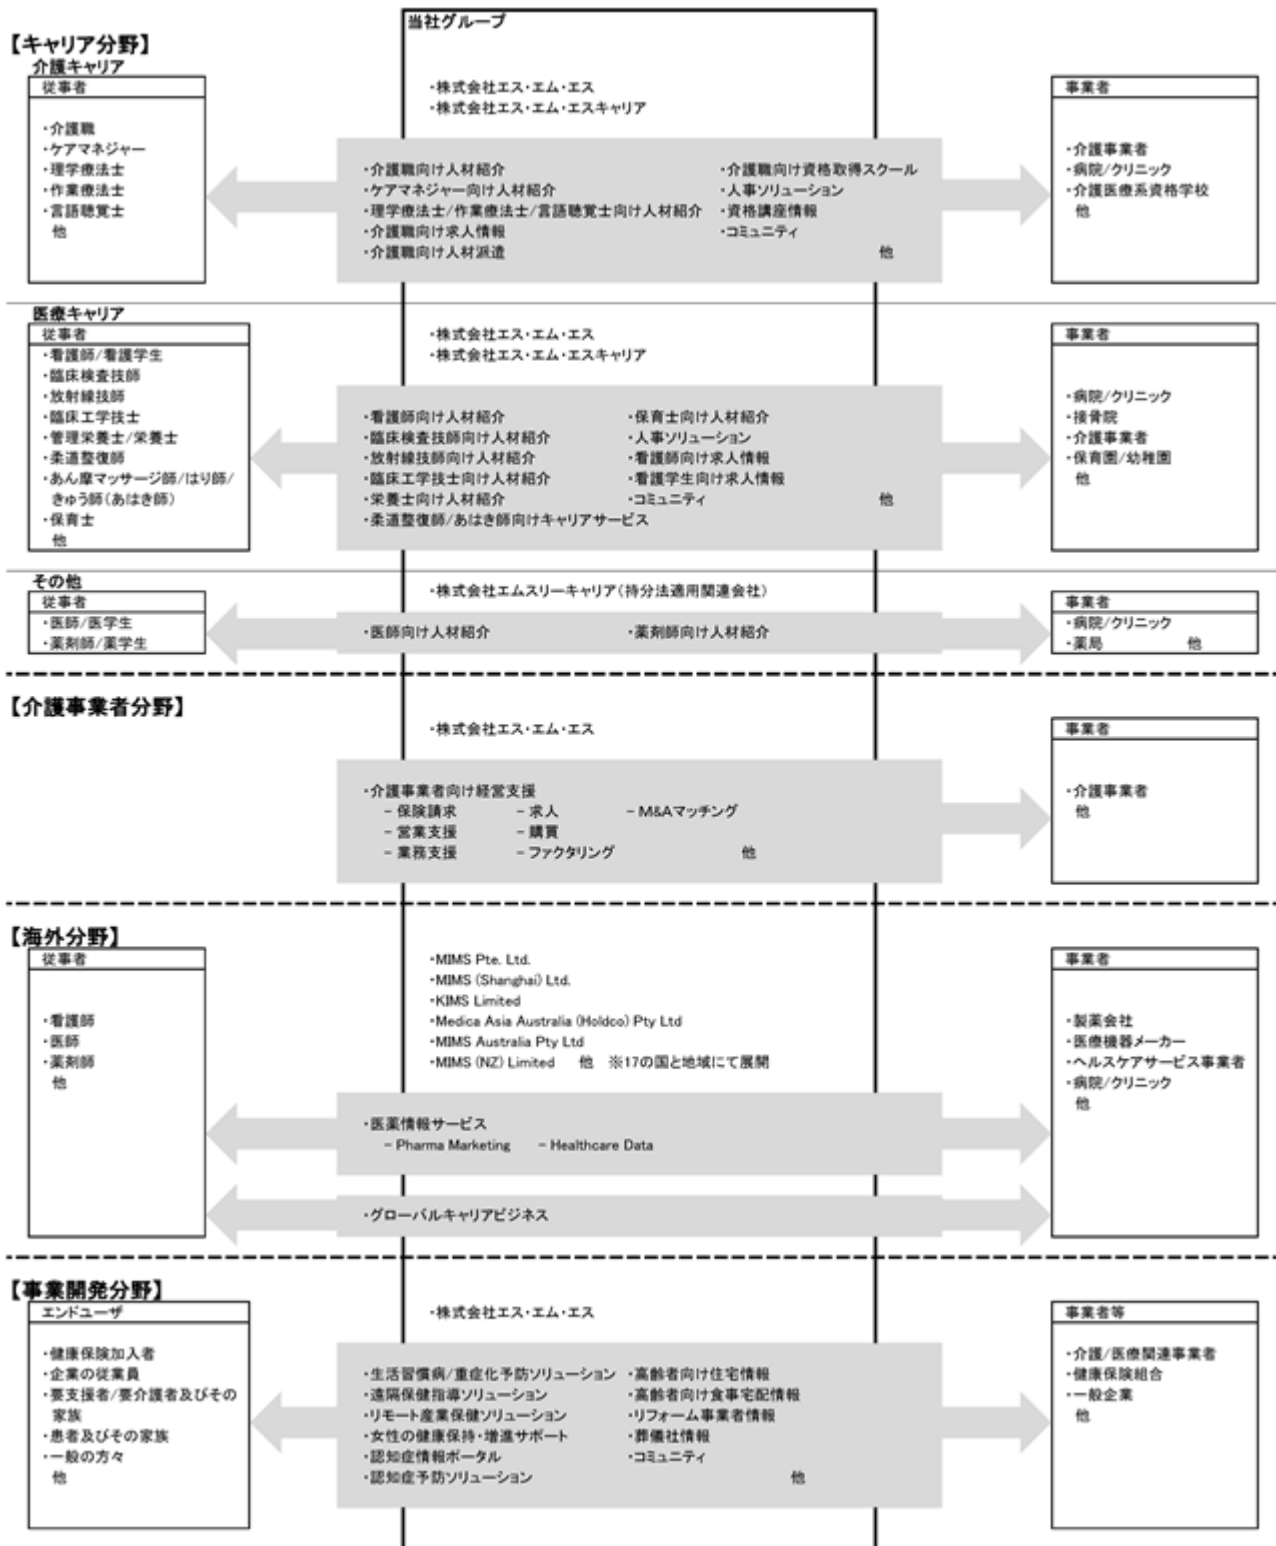 当社グループ
【キャリア分野】
介護キャリア
従事者
・介護職
・ケアマネジャー
・理学療法士
・作業療法士
・言語聴覚士
他
・株式会社エス・エム・エス
・株式会社エス・エム・エスキャリア
・介護職向け人材紹介
・ケアマネジャー向け人材紹介
・理学療法士/作業療法士/言語聴覚士向け人材紹介
・介護職向け求人情報
・介護職向け人材派遣
・介護職向け資格取得スクール
・人事ソリューション
・資格講座情報
・コミュニティ
他
事業者
・介護事業者
・病院/クリニック
・介護医療系資格学校
他
医療キャリア
従事者
・看護師/看護学生
・臨床検査技師
・放射線技師
・臨床工学技士
・管理栄養士/栄養士
・柔道整復師
・あん摩マッサージ師/はり師/
きゅう師(あはき師)
・保育士
他
・株式会社エス・エム・エス
・株式会社エス・エム・エスキャリア
・看護師向け人材紹介
・臨床検査技師向け人材紹介
・放射線技師向け人材紹介
・臨床工学技士向け人材紹介
・栄養士向け人材紹介
・柔道整復師/あはき師向けキャリアサービス
・保育士向け人材紹介
・人事ソリューション
・看護師向け求人情報
・看護学生向け求人情報
・コミュニティ
他
事業者
・病院/クリニック
・接骨院
・介護事業者
・保育園/幼稚園
他
その他
従事者
・医師/医学生
・薬剤師/薬学生
・株式会社エムスリーキャリア(持分法適用関連会社)
・医師向け人材紹介
・薬剤師向け人材紹介
事業者
・病院/クリニック
・薬局 他
【介護事業者分野】
・株式会社エス・エム・エス
・介護事業者向け経営支援
− 保険請求 − 求人 − M&Aマッチング
− 営業支援 − 購買
− 業務支援 − ファクタリング 他
事業者
・介護事業者
他
【海外分野】
従事者
・看護師
・医師
・薬剤師
他
・MIMS Pte. Ltd.
・MIMS (Shanghai) Ltd.
・KIMS Limited
・Medica Asia Australia (Holdco) Pty Ltd
・MIMS Australia Pty Ltd
・MIMS (NZ) Limited 他 ※17の国と地域にて展開
・医薬情報サービス
− Pharma Marketing − Healthcare Data
・グローバルキャリアビジネス
事業者
・製薬会社
・医療機器メーカー
・ヘルスケアサービス事業者
・病院/クリニック
他
【事業開発分野】
エンドユーザ
・健康保険加入者
・企業の従業員
・要支援者/要介護者及びその
家族
・患者及びその家族
・一般の方々
他
・株式会社エス・エム・エス
・生活習慣病/重症化予防ソリューション
・遠隔保健指導ソリューション
・リモート産業保健ソリューション
・女性の健康保持・増進サポート
・認知症情報ポータル
・認知症予防ソリューション
・高齢者向け住宅情報
・高齢者向け食事宅配情報
・リフォーム事業者情報
・葬儀社情報
・コミュニティ
他
事業者等
・介護/医療関連事業者
・健康保険組合
・一般企業
他